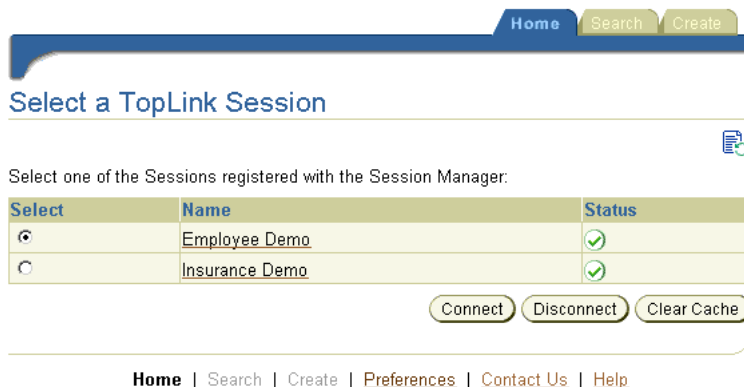 Home Search Create
Select a TopLink Session
Select one of the Sessions registered with the Session Manager:
Select Name Status
Employee Demo
Insurance Demo
Connect Disconnect Clear Cache
Home | Search | Create | Preferences | Contact Us | Help